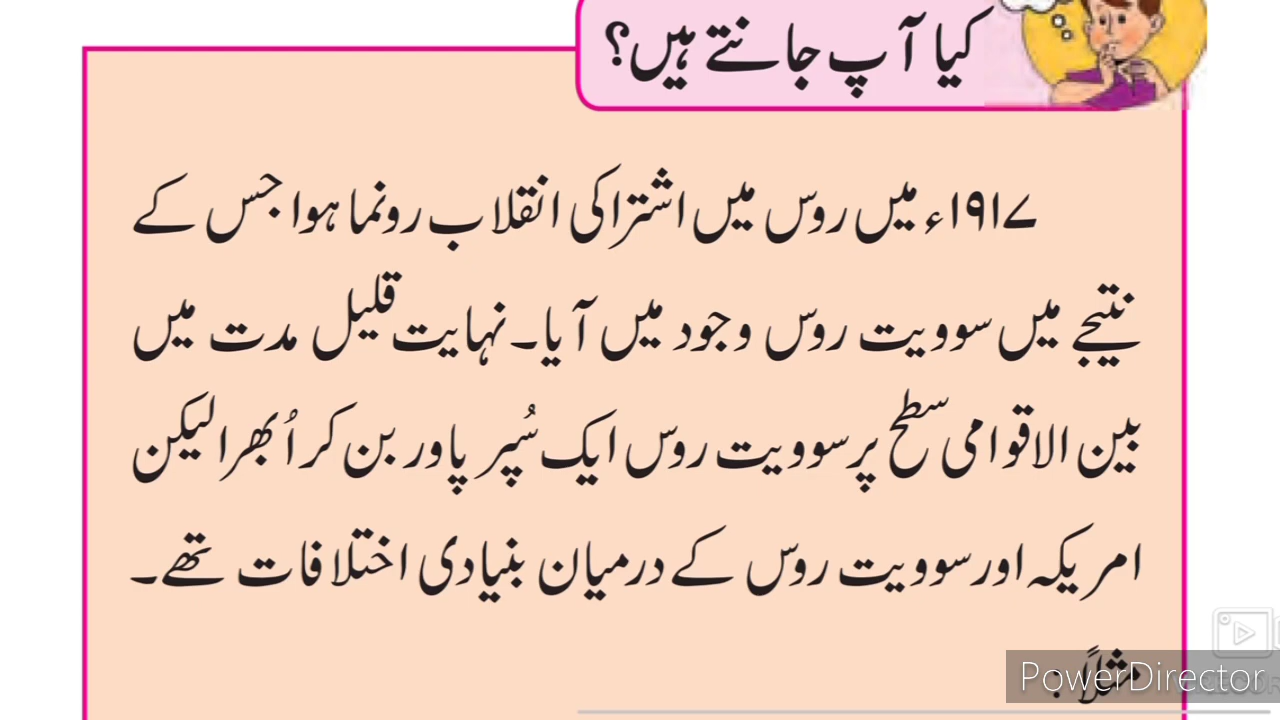 کیا آپ جانتے ہیں؟
۱۹۱۷ء میں روس میں اشتراکی انقلاب رونما ہوا جس کے
نتیجے میں سوویت روس وجود میں آیا۔ نہایت قلیل مدت میں
بین الاقوامی سطح پر سوویت روس ایک سُپر پاور بن کر اُبھرا لیکن
امریکہ اور سوویت روس کے درمیان بنیادی اختلافات تھے۔
مثلاً :
PowerDirector